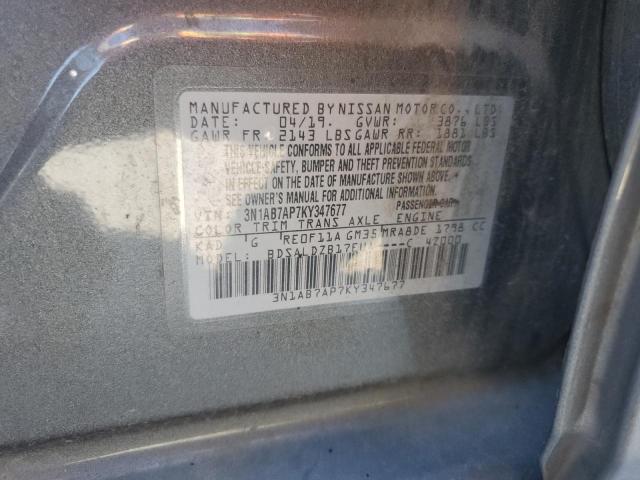 MANUFACTURED BY NISSAN MOTOR CO., LTD.
DATE: 04/19. GVWR: 3876 LBS
GAWR FR: 2143 LBS GAWR RR: 1881 LBS
THIS VEHICLE CONFORMS TO ALL APPLICABLE FEDERAL MOTOR
VEHICLE-SAFETY, BUMPER AND THEFT PREVENTION STANDARDS
IN EFFECT ON THE DATE OF MANUFACTURE SHOWN ABOVE.
SEE OWNER'S MANUAL FOR ADDITIONAL INFORMATION.
VIN: 3N1AB7AP7KY347677 PASSENGER CAR
COLOR TRIM TRANS AXLE ENGINE
KAD G RE0F11A GM35 MRA8DE 1798 CC
42000
3N1AB7AP7KY347677